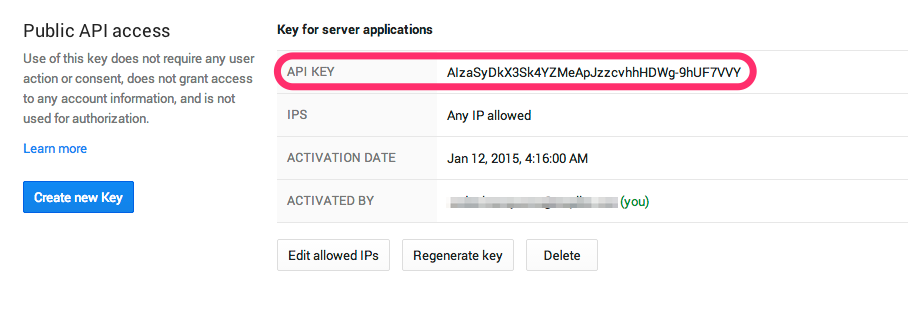 Public API access
Use of this key does not require any user
action or consent, does not grant access
to any account information, and is not
used for authorization.
Learn more
Create new Key
Key for server applications
API KEY AIzaSyDkX3Sk4YZMeApJzzcvhhHDWg-9hUF7VVY
IPS Any IP allowed
ACTIVATION DATE Jan 12, 2015, 4:16:00 AM
ACTIVATED BY (you)
Edit allowed IPs Regenerate key Delete